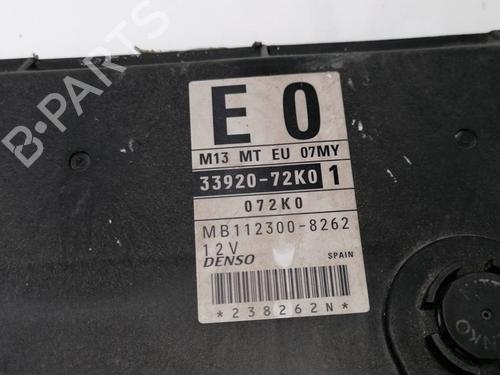 B-PARTS
E 0
M13 MT EU 07MY
33920-72K0 1
072K0
MB112300-8262
12V
DENSO SPAIN
*238262N*